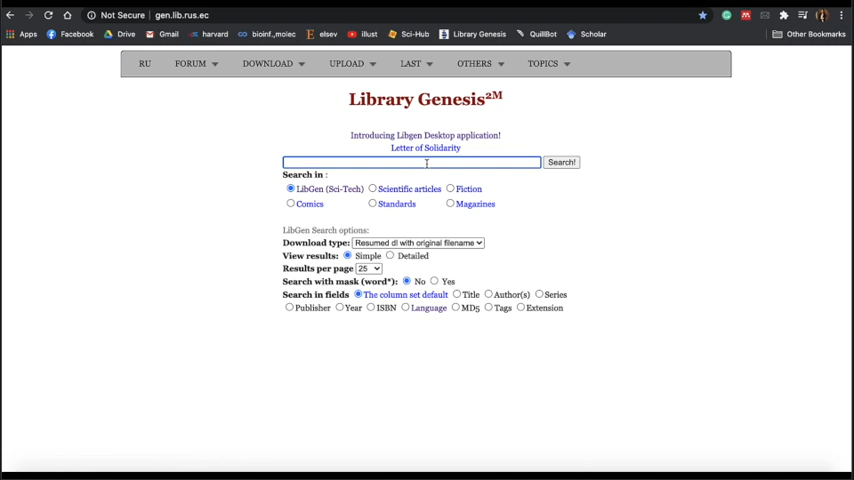 Not Secure | gen.lib.rus.ec
Apps Facebook Drive Gmail harvard bioinf.,moiec elsev illust Sci-Hub Library Genesis QuillBot Scholar Other Bookmarks
RU FORUM DOWNLOAD UPLOAD LAST OTHERS TOPICS
Library Genesis2M
Introducing Libgen Desktop application!
Letter of Solidarity
Search!
Search in :
LibGen (Sci-Tech) Scientific articles Fiction
Comics Standards Magazines
LibGen Search options:
Download type: Resumed dl with original filename
View results: Simple Detailed
Results per page 25
Search with mask (word*): No Yes
Search in fields The column set default Title Author(s) Series
Publisher Year ISBN Language MD5 Tags Extension